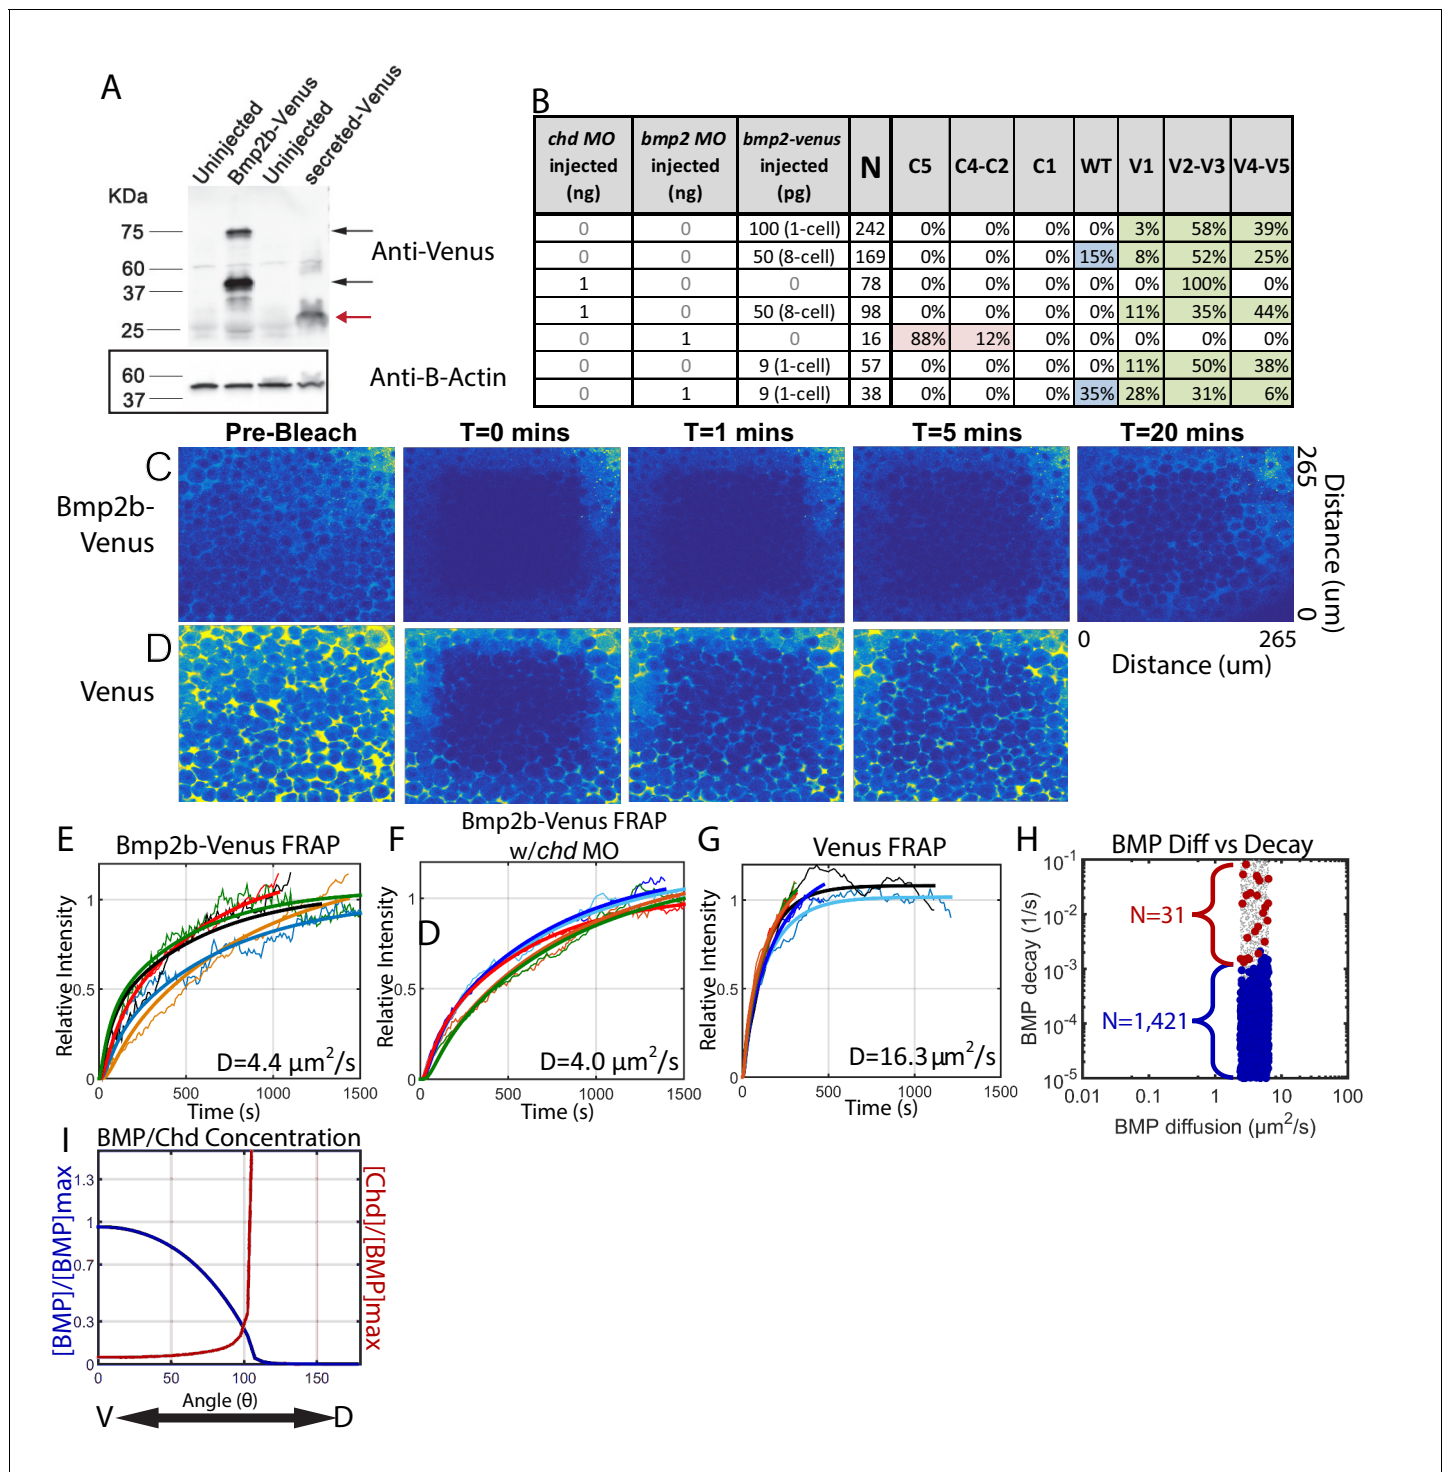 A
Uninjected
Bmp2b-Venus
Uninjected
secreted-Venus
KDa
75
60
37
25
Anti-Venus
60
37
Anti-B-Actin
B
chd MO injected (ng) bmp2 MO injected (ng) bmp2-venus injected (pg) N C5 C4-C2 C1 WT V1 V2-V3 V4-V5
0 0 100 (1-cell) 242 0% 0% 0% 0% 3% 58% 39%
0 0 50 (8-cell) 169 0% 0% 0% 15% 8% 52% 25%
1 0 0 78 0% 0% 0% 0% 0% 100% 0%
1 0 50 (8-cell) 98 0% 0% 0% 0% 11% 35% 44%
0 1 0 16 88% 12% 0% 0% 0% 0% 0%
0 0 9 (1-cell) 57 0% 0% 0% 0% 11% 50% 38%
0 1 9 (1-cell) 38 0% 0% 0% 35% 28% 31% 6%
Pre-Bleach T=0 mins T=1 mins T=5 mins T=20 mins
C
Bmp2b-
Venus
265
0
Distance (um)
0 265
Distance (um)
D
Venus
E
Bmp2b-Venus FRAP
Relative Intensity
1
0.5
0
D=4.4 µm²/s
0 500 1000 1500
Time (s)
F
Bmp2b-Venus FRAP
w/chd MO
Relative Intensity
1
D
0.5
0
D=4.0 µm²/s
0 500 1000 1500
Time (s)
G
Venus FRAP
Relative Intensity
1
0.5
0
D=16.3 µm²/s
0 500 1000 1500
Time (s)
H
BMP Diff vs Decay
BMP decay (1/s)
10⁻¹
10⁻²
10⁻³
10⁻⁴
10⁻⁵
N=31
N=1,421
0.01 0.1 1 10 100
BMP diffusion (µm²/s)
I
BMP/Chd Concentration
[BMP]/[BMP]max
[Chd]/[BMP]max
1.3
1
0.7
0.3
0
0 50 100 150
Angle (θ)
V D